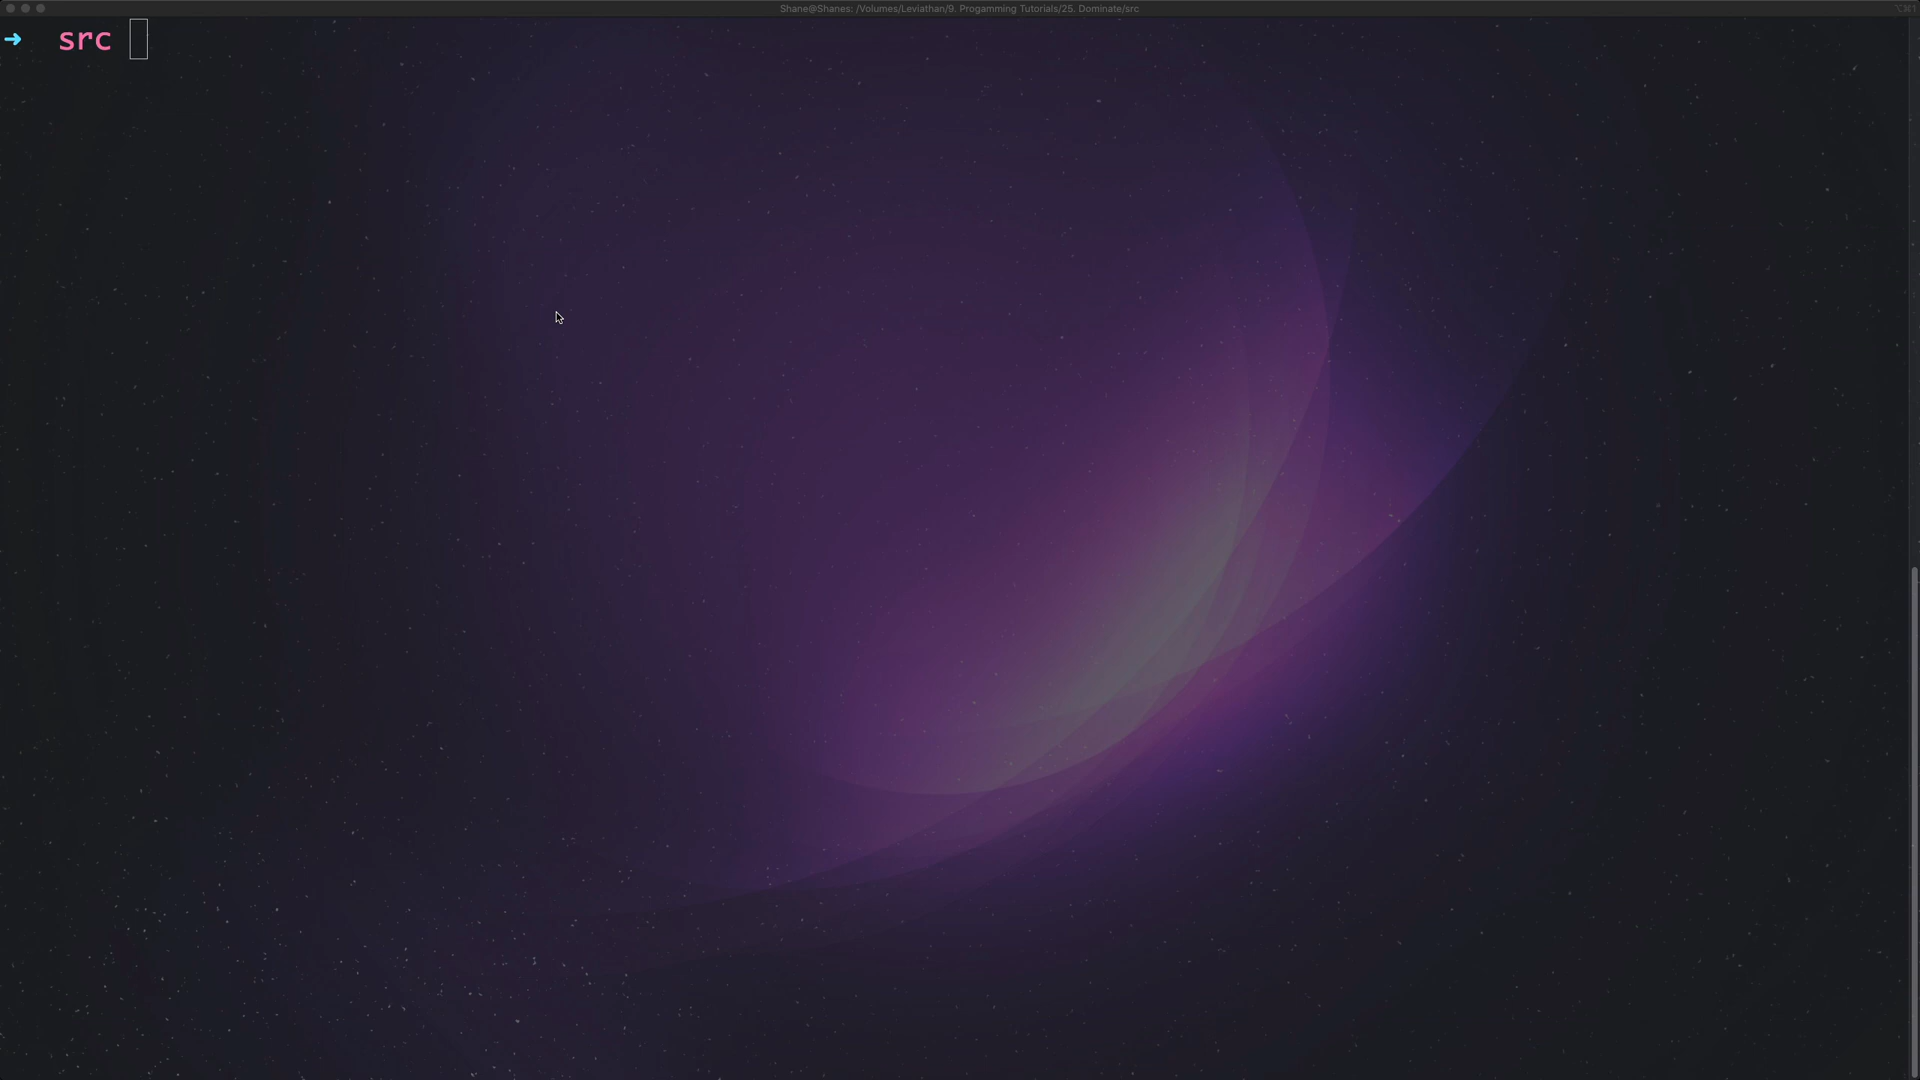 Shane@Shanes: /Volumes/Leviathan/9. Progamming Tutorials/25. Dominate/src
➜ src